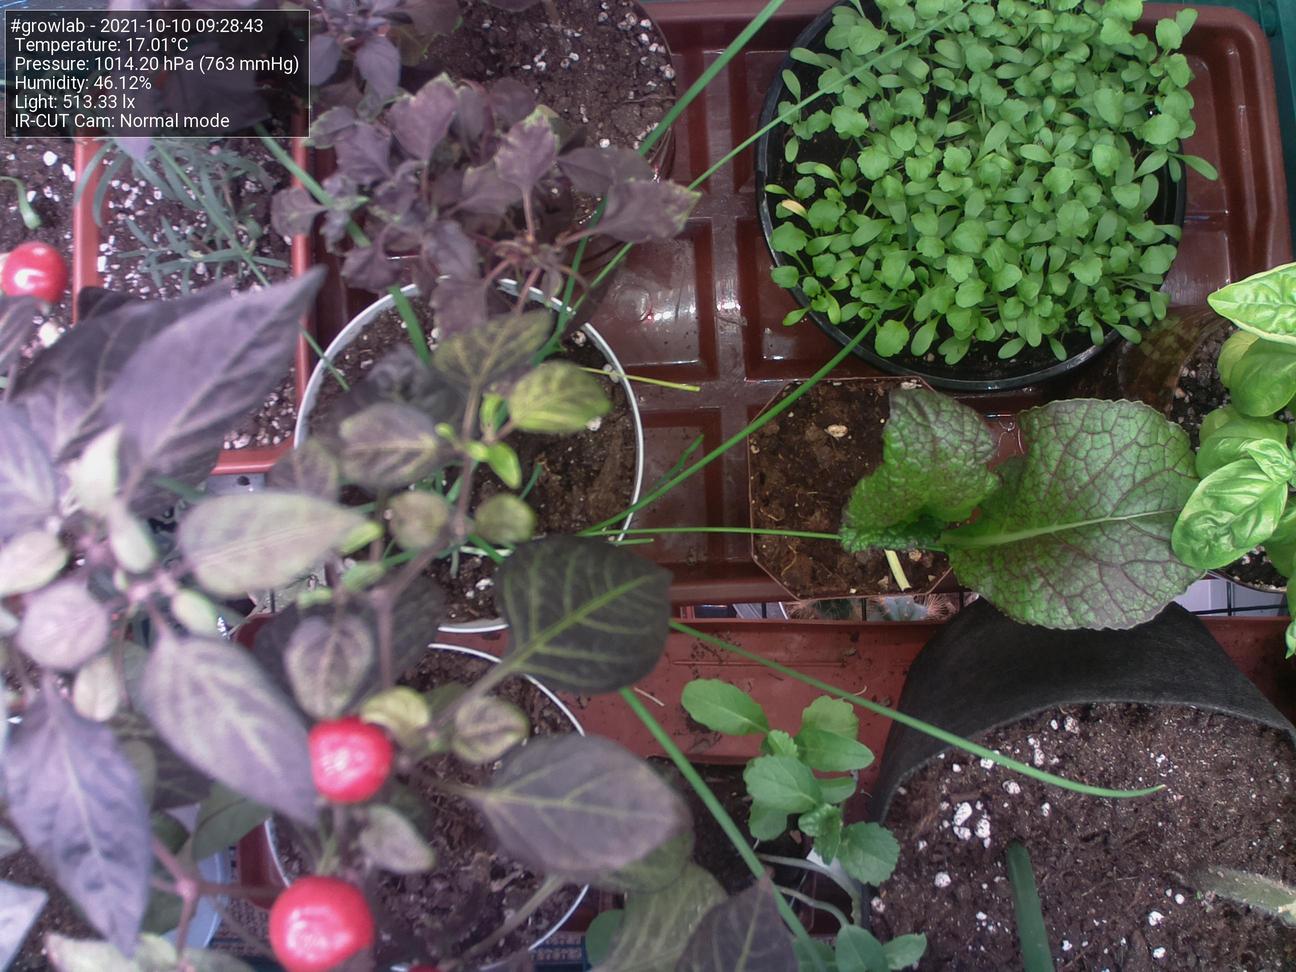 #growlab - 2021-10-10 09:28:43
Temperature: 17.01°C
Pressure: 1014.20 hPa (763 mmHg)
Humidity: 46.12%
Light: 513.33 lx
IR-CUT Cam: Normal mode